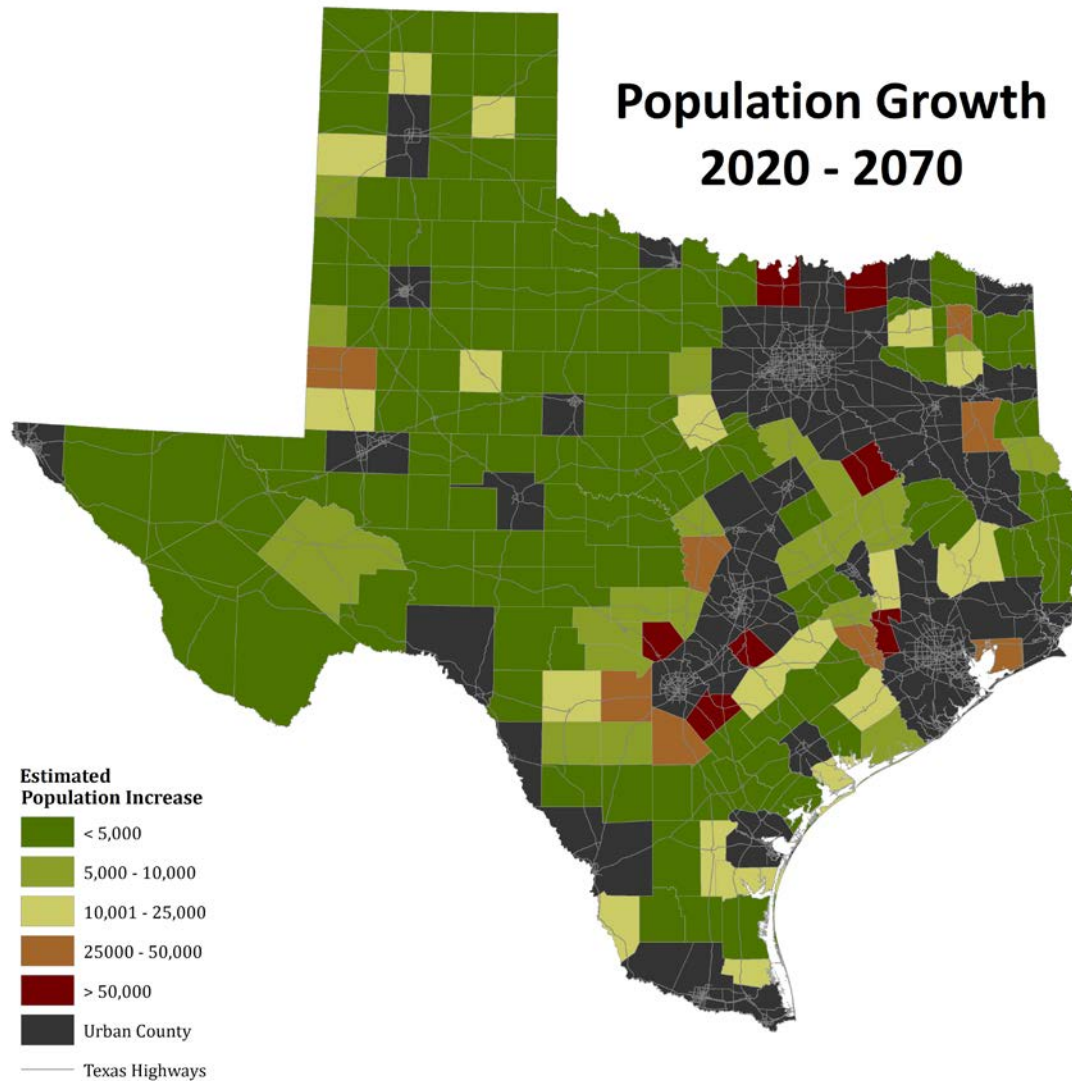 Population Growth
2020 - 2070
Estimated
Population Increase
< 5,000
5,000 - 10,000
10,001 - 25,000
25000 - 50,000
> 50,000
Urban County
Texas Highways